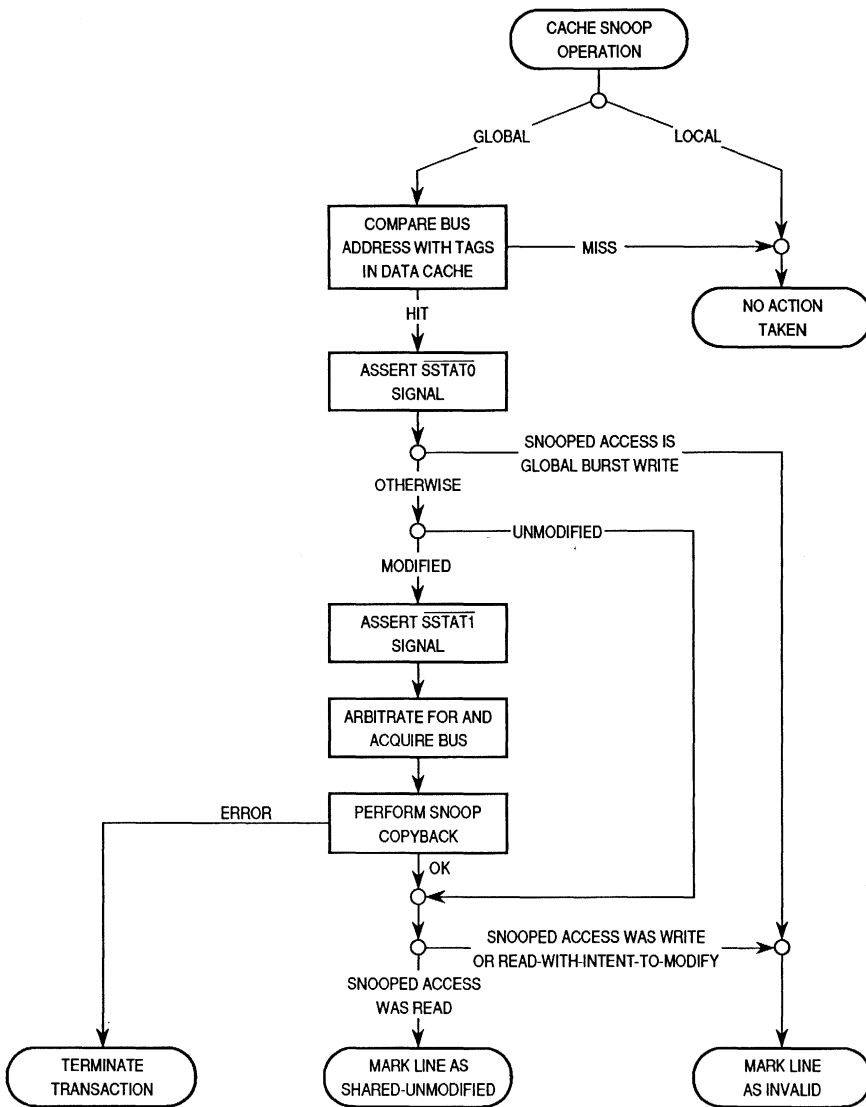 CACHE SNOOP
OPERATION
GLOBAL
LOCAL
COMPARE BUS
ADDRESS WITH TAGS
IN DATA CACHE
MISS
NO ACTION
TAKEN
HIT
ASSERT SSTAT0
SIGNAL
SNOOPED ACCESS IS
GLOBAL BURST WRITE
OTHERWISE
UNMODIFIED
MODIFIED
ASSERT SSTAT1
SIGNAL
ARBITRATE FOR AND
ACQUIRE BUS
ERROR
PERFORM SNOOP
COPYBACK
OK
SNOOPED ACCESS WAS WRITE
OR READ-WITH-INTENT-TO-MODIFY
SNOOPED ACCESS
WAS READ
TERMINATE
TRANSACTION
MARK LINE AS
SHARED-UNMODIFIED
MARK LINE
AS INVALID